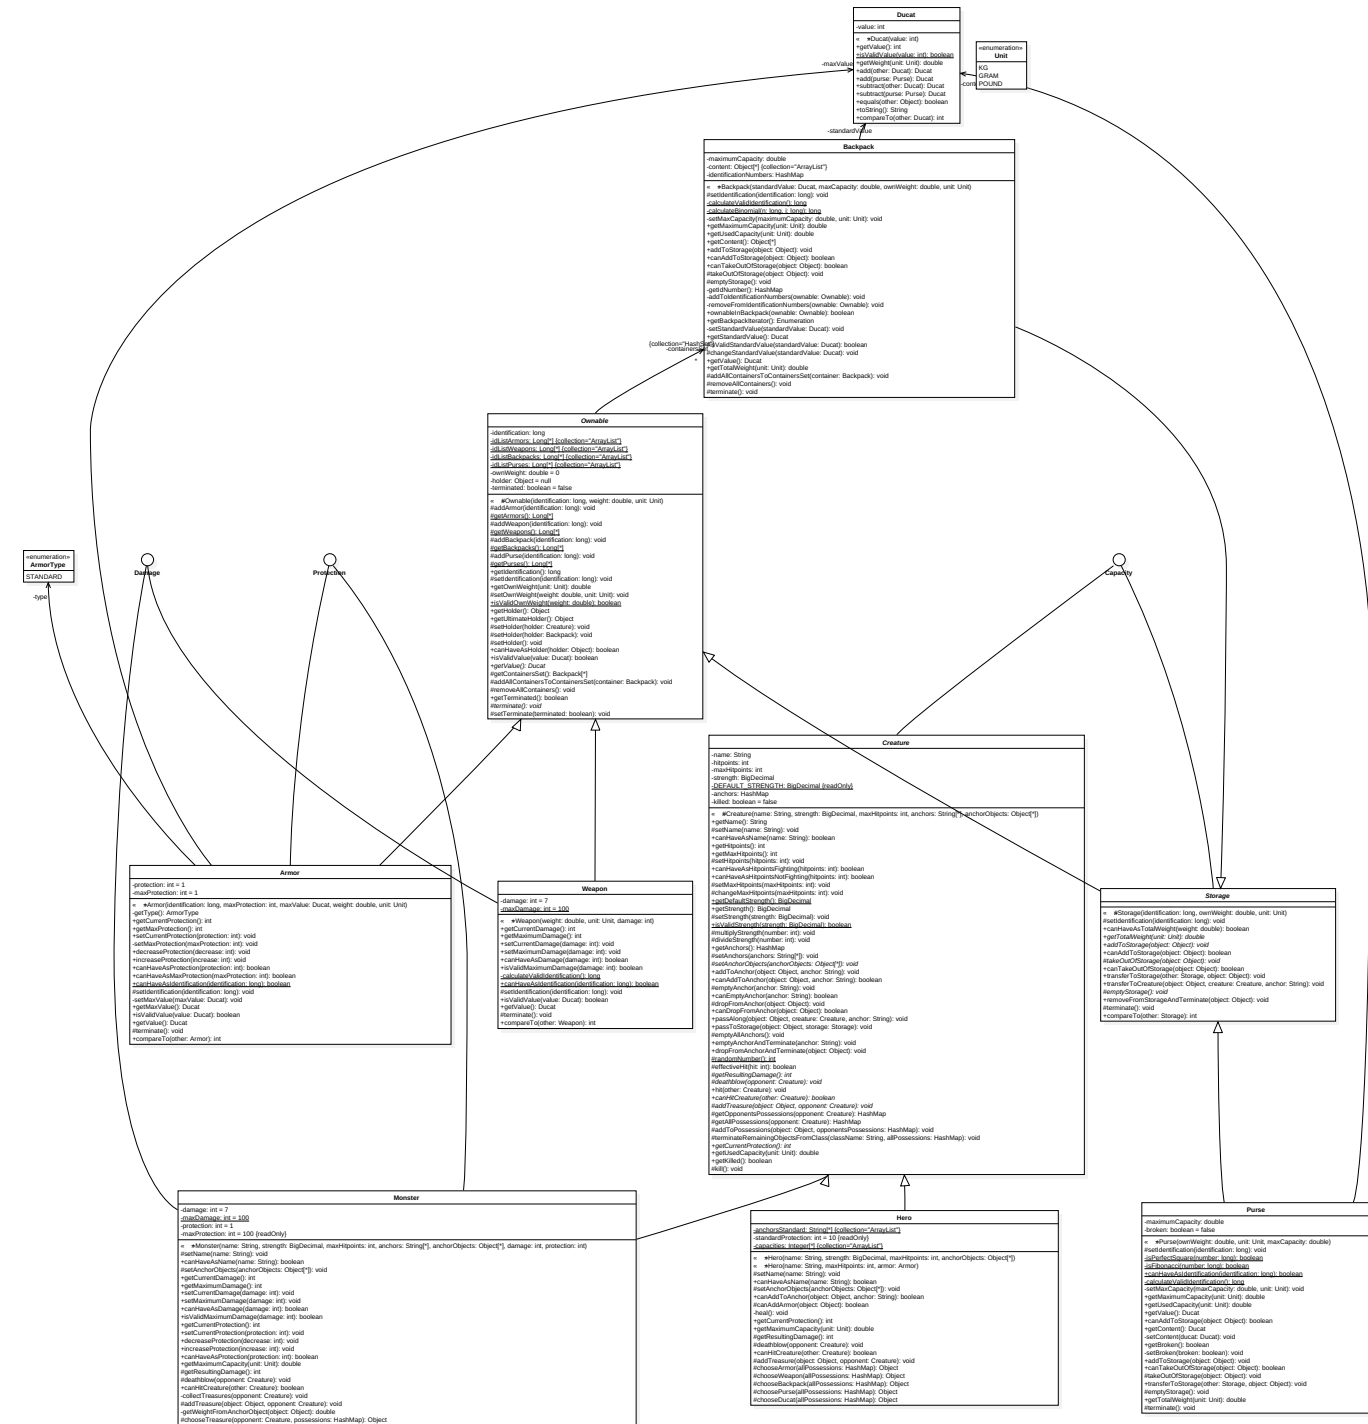 Ducat
-value: int
« *Ducat(value: int)
+getValue(): int
+isValidValue(value: int): boolean
+getWeight(unit: Unit): double
+add(other: Ducat): Ducat
+add(purse: Purse): Ducat
+subtract(other: Ducat): Ducat
+subtract(purse: Purse): Ducat
+equals(other: Object): boolean
+toString(): String
+compareTo(other: Ducat): int
«enumeration»
Unit
KG
GRAM
POUND
-maxValue
-standardValue
Backpack
-maximumCapacity: double
-content: Object[*] {collection="ArrayList"}
-identificationNumbers: HashMap
« *Backpack(standardValue: Ducat, maxCapacity: double, ownWeight: double, unit: Unit)
#setIdentification(identification: long): void
-calculateValidIdentification(): long
-calculateBinomial(n: long, i: long): long
-setMaxCapacity(maximumCapacity: double, unit: Unit): void
+getMaximumCapacity(unit: Unit): double
+getUsedCapacity(unit: Unit): double
+getContent(): Object[*]
+addToStorage(object: Object): void
+canAddToStorage(object: Object): boolean
+canTakeOutOfStorage(object: Object): boolean
#takeOutOfStorage(object: Object): void
#emptyStorage(): void
-getIdNumber(): HashMap
-addToIdentificationNumbers(ownable: Ownable): void
-removeFromIdentificationNumbers(ownable: Ownable): void
+ownableInBackpack(ownable: Ownable): boolean
+getBackpackIterator(): Enumeration
-setStandardValue(standardValue: Ducat): void
+getStandardValue(): Ducat
+isValidStandardValue(standardValue: Ducat): boolean
#changeStandardValue(standardValue: Ducat): void
+getValue(): Ducat
+getTotalWeight(unit: Unit): double
#addAllContainersToContainersSet(container: Backpack): void
#removeAllContainers(): void
#terminate(): void
Ownable
-identification: long
-idListArmors: Long[*] {collection="ArrayList"}
-idListWeapons: Long[*] {collection="ArrayList"}
-idListBackpacks: Long[*] {collection="ArrayList"}
-idListPurses: Long[*] {collection="ArrayList"}
-ownWeight: double = 0
-holder: Object = null
-terminated: boolean = false
« #Ownable(identification: long, weight: double, unit: Unit)
#addArmor(identification: long): void
#getArmors(): Long[*]
#addWeapon(identification: long): void
#getWeapons(): Long[*]
#addBackpack(identification: long): void
#getBackpacks(): Long[*]
#addPurse(identification: long): void
#getPurses(): Long[*]
+getIdentification(): long
#setIdentification(identification: long): void
+getOwnWeight(unit: Unit): double
#setOwnWeight(weight: double, unit: Unit): void
+isValidOwnWeight(weight: double): boolean
+getHolder(): Object
+getUltimateHolder(): Object
#setHolder(holder: Creature): void
#setHolder(holder: Backpack): void
#setHolder(): void
+canHaveAsHolder(holder: Object): boolean
+isValidValue(value: Ducat): boolean
+getValue(): Ducat
#getContainersSet(): Backpack[*]
#addAllContainersToContainersSet(container: Backpack): void
#removeAllContainers(): void
+getTerminated(): boolean
#terminate(): void
#setTerminate(terminated: boolean): void
«enumeration»
ArmorType
STANDARD
-type
Damage
Protection
Capacity
Creature
-name: String
-hitpoints: int
-maxHitpoints: int
-strength: BigDecimal
-DEFAULT_STRENGTH: BigDecimal {readOnly}
-anchors: HashMap
-killed: boolean = false
« #Creature(name: String, strength: BigDecimal, maxHitpoints: int, anchors: String[*], anchorObjects: Object[*])
+getName(): String
#setName(name: String): void
+canHaveAsName(name: String): boolean
+getHitpoints(): int
+getMaxHitpoints(): int
#setHitpoints(hitpoints: int): void
+canHaveAsHitpointsFighting(hitpoints: int): boolean
+canHaveAsHitpointsNotFighting(hitpoints: int): boolean
#setMaxHitpoints(maxHitpoints: int): void
#changeMaxHitpoints(maxHitpoints: int): void
+getDefaultStrength(): BigDecimal
+getStrength(): BigDecimal
#setStrength(strength: BigDecimal): void
+isValidStrength(strength: BigDecimal): boolean
#multiplyStrength(number: int): void
#divideStrength(number: int): void
+getAnchors(): HashMap
#setAnchors(anchors: String[*]): void
#setAnchorObjects(anchorObjects: Object[*]): void
+addToAnchor(object: Object, anchor: String): void
+canAddToAnchor(object: Object, anchor: String): boolean
#emptyAnchor(anchor: String): void
+canEmptyAnchor(anchor: String): boolean
#dropFromAnchor(object: Object): void
+canDropFromAnchor(object: Object): boolean
+passAlong(object: Object, creature: Creature, anchor: String): void
+passToStorage(object: Object, storage: Storage): void
#emptyAllAnchors(): void
+emptyAnchorAndTerminate(anchor: String): void
+dropFromAnchorAndTerminate(object: Object): void
#randomNumber(): int
#effectiveHit(hit: int): boolean
#getResultingDamage(): int
#deathblow(opponent: Creature): void
+hit(other: Creature): void
+canHitCreature(other: Creature): boolean
#addTreasure(object: Object, opponent: Creature): void
#getOpponentsPossessions(opponent: Creature): HashMap
#getAllPossessions(opponent: Creature): HashMap
#addToPossessions(object: Object, opponentsPossessions: HashMap): void
#terminateRemainingObjectsFromClass(className: String, allPossessions: HashMap): void
+getCurrentProtection(): int
+getUsedCapacity(unit: Unit): double
+getKilled(): boolean
#kill(): void
Armor
-protection: int = 1
-maxProtection: int = 1
« *Armor(identification: long, maxProtection: int, maxValue: Ducat, weight: double, unit: Unit)
-getType(): ArmorType
+getCurrentProtection(): int
+getMaxProtection(): int
+setCurrentProtection(protection: int): void
-setMaxProtection(maxProtection: int): void
+decreaseProtection(decrease: int): void
+increaseProtection(increase: int): void
+canHaveAsProtection(protection: int): boolean
+canHaveAsMaxProtection(maxProtection: int): boolean
+canHaveAsIdentification(identification: long): boolean
#setIdentification(identification: long): void
-setMaxValue(maxValue: Ducat): void
+getMaxValue(): Ducat
+isValidValue(value: Ducat): boolean
+getValue(): Ducat
#terminate(): void
+compareTo(other: Armor): int
Weapon
-damage: int = 7
-maxDamage: int = 100
« *Weapon(weight: double, unit: Unit, damage: int)
+getCurrentDamage(): int
+getMaximumDamage(): int
+setCurrentDamage(damage: int): void
+setMaximumDamage(damage: int): void
+canHaveAsDamage(damage: int): boolean
+isValidMaximumDamage(damage: int): boolean
-calculateValidIdentification(): long
+canHaveAsIdentification(identification: long): boolean
#setIdentification(identification: long): void
+isValidValue(value: Ducat): boolean
+getValue(): Ducat
#terminate(): void
+compareTo(other: Weapon): int
Storage
« #Storage(identification: long, ownWeight: double, unit: Unit)
#setIdentification(identification: long): void
+canHaveAsTotalWeight(weight: double): boolean
+getTotalWeight(unit: Unit): double
+addToStorage(object: Object): void
+canAddToStorage(object: Object): boolean
#takeOutOfStorage(object: Object): void
+canTakeOutOfStorage(object: Object): boolean
+transferToStorage(other: Storage, object: Object): void
+transferToCreature(object: Object, creature: Creature, anchor: String): void
#emptyStorage(): void
+removeFromStorageAndTerminate(object: Object): void
#terminate(): void
+compareTo(other: Storage): int
Monster
-damage: int = 7
-maxDamage: int = 100
-protection: int = 1
-maxProtection: int = 100 {readOnly}
« *Monster(name: String, strength: BigDecimal, maxHitpoints: int, anchors: String[*], anchorObjects: Object[*], damage: int, protection: int)
#setName(name: String): void
+canHaveAsName(name: String): boolean
#setAnchorObjects(anchorObjects: Object[*]): void
+getCurrentDamage(): int
+getMaximumDamage(): int
+setCurrentDamage(damage: int): void
+setMaximumDamage(damage: int): void
+canHaveAsDamage(damage: int): boolean
+isValidMaximumDamage(damage: int): boolean
+getCurrentProtection(): int
+setCurrentProtection(protection: int): void
+decreaseProtection(decrease: int): void
+increaseProtection(increase: int): void
+canHaveAsProtection(protection: int): boolean
+getMaximumCapacity(unit: Unit): double
#getResultingDamage(): int
#deathblow(opponent: Creature): void
+canHitCreature(other: Creature): boolean
-collectTreasures(opponent: Creature): void
#addTreasure(object: Object, opponent: Creature): void
-getWeightFromAnchorObject(object: Object): double
#chooseTreasure(opponent: Creature, possessions: HashMap): Object
Hero
-anchorsStandard: String[*] {collection="ArrayList"}
-standardProtection: int = 10 {readOnly}
-capacities: Integer[*] {collection="ArrayList"}
« *Hero(name: String, strength: BigDecimal, maxHitpoints: int, anchorObjects: Object[*])
« *Hero(name: String, maxHitpoints: int, armor: Armor)
#setName(name: String): void
+canHaveAsName(name: String): boolean
#setAnchorObjects(anchorObjects: Object[*]): void
+canAddToAnchor(object: Object, anchor: String): boolean
#canAddArmor(object: Object): boolean
-heal(): void
+getCurrentProtection(): int
+getMaximumCapacity(unit: Unit): double
#getResultingDamage(): int
#deathblow(opponent: Creature): void
+canHitCreature(other: Creature): boolean
#addTreasure(object: Object, opponent: Creature): void
#chooseArmor(allPossessions: HashMap): Object
#chooseWeapon(allPossessions: HashMap): Object
#chooseBackpack(allPossessions: HashMap): Object
#choosePurse(allPossessions: HashMap): Object
#chooseDucat(allPossessions: HashMap): Object
Purse
-maximumCapacity: double
-broken: boolean = false
« *Purse(ownWeight: double, unit: Unit, maxCapacity: double)
#setIdentification(identification: long): void
-isPerfectSquare(number: long): boolean
-isFibonacci(number: long): boolean
+canHaveAsIdentification(identification: long): boolean
-calculateValidIdentification(): long
-setMaxCapacity(maxCapacity: double, unit: Unit): void
+getMaximumCapacity(unit: Unit): double
+getUsedCapacity(unit: Unit): double
+getValue(): Ducat
+canAddToStorage(object: Object): boolean
+getContent(): Ducat
-setContent(ducat: Ducat): void
+getBroken(): boolean
-setBroken(broken: boolean): void
+addToStorage(object: Object): void
+canTakeOutOfStorage(object: Object): boolean
#takeOutOfStorage(object: Object): void
+transferToStorage(other: Storage, object: Object): void
#emptyStorage(): void
+getTotalWeight(unit: Unit): double
#terminate(): void